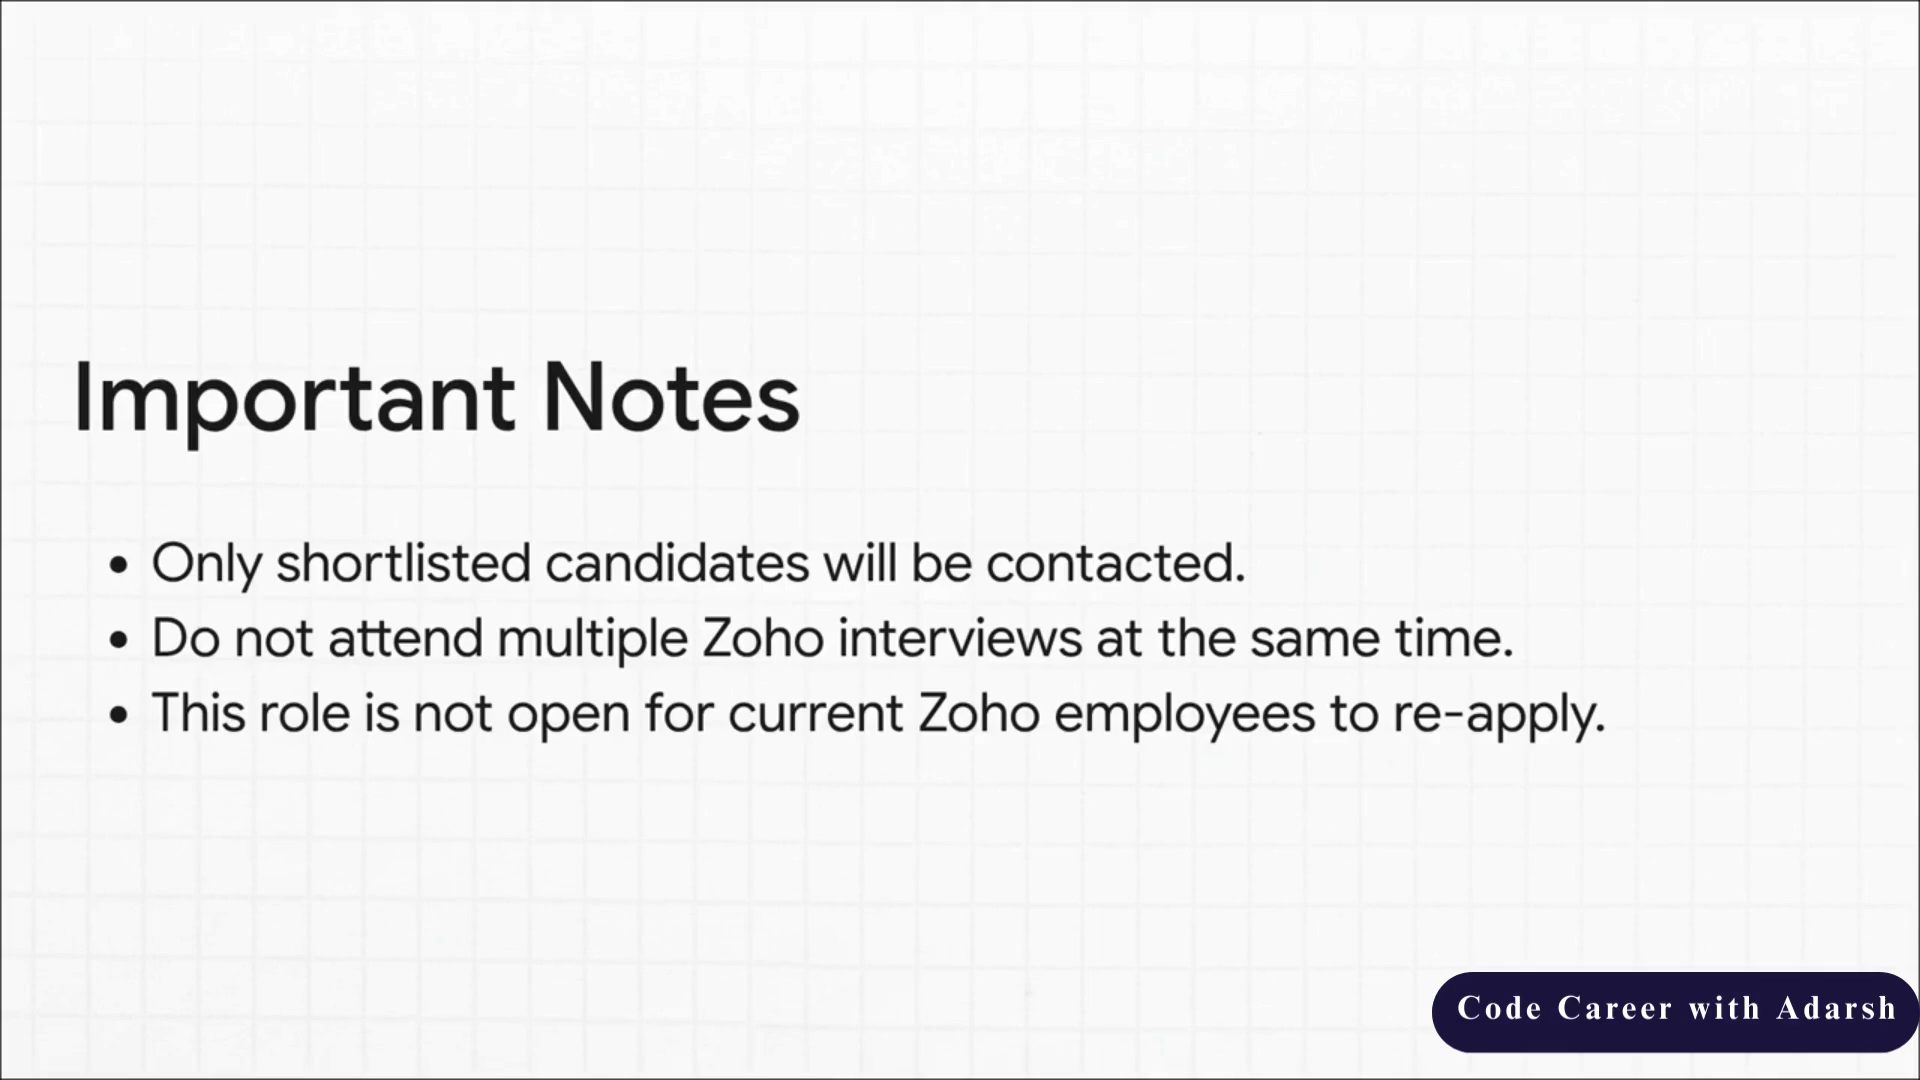 Important Notes
• Only shortlisted candidates will be contacted.
• Do not attend multiple Zoho interviews at the same time.
• This role is not open for current Zoho employees to re-apply.
Code Career with Adarsh